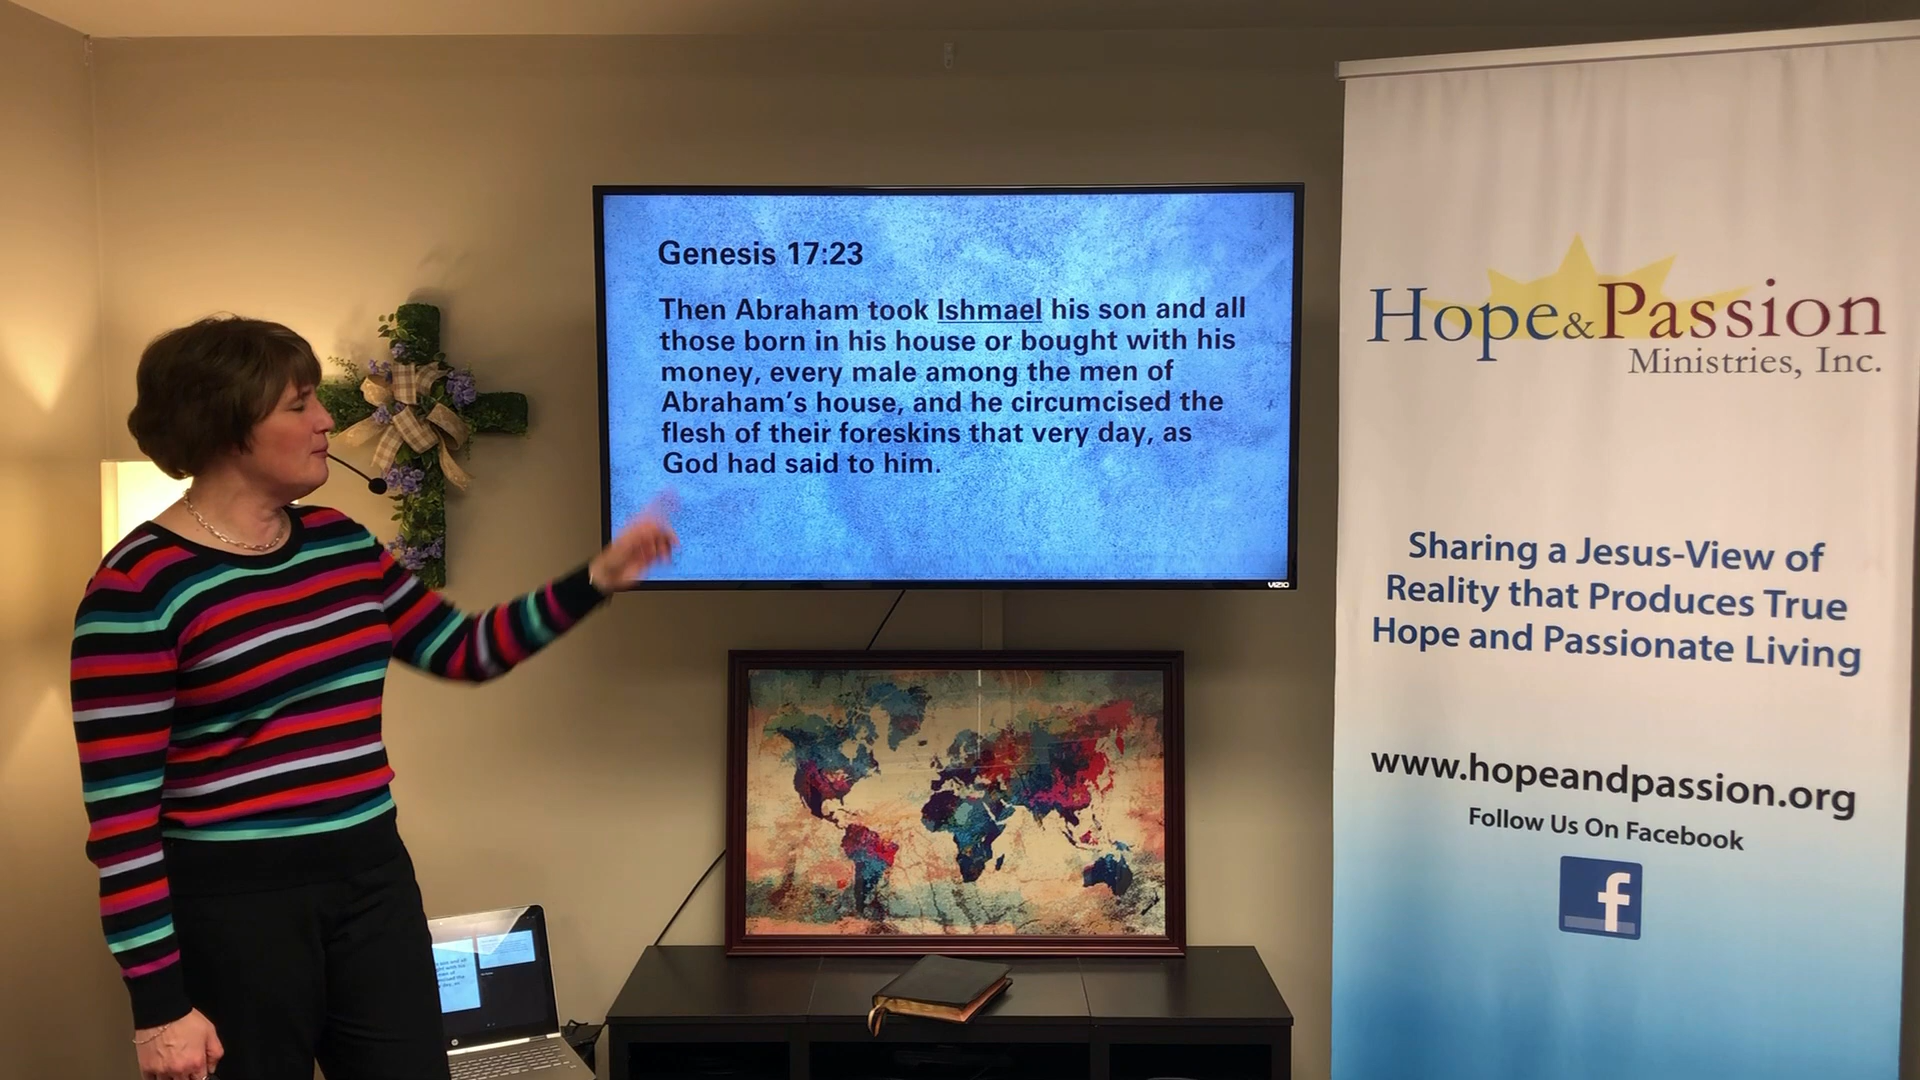 Genesis 17:23
Then Abraham took Ishmael his son and all
those born in his house or bought with his
money, every male among the men of
Abraham's house, and he circumcised the
flesh of their foreskins that very day, as
God had said to him.
VIZIO
Hope&Passion
Ministries, Inc.
Sharing a Jesus-View of
Reality that Produces True
Hope and Passionate Living
www.hopeandpassion.org
Follow Us On Facebook
f
hp